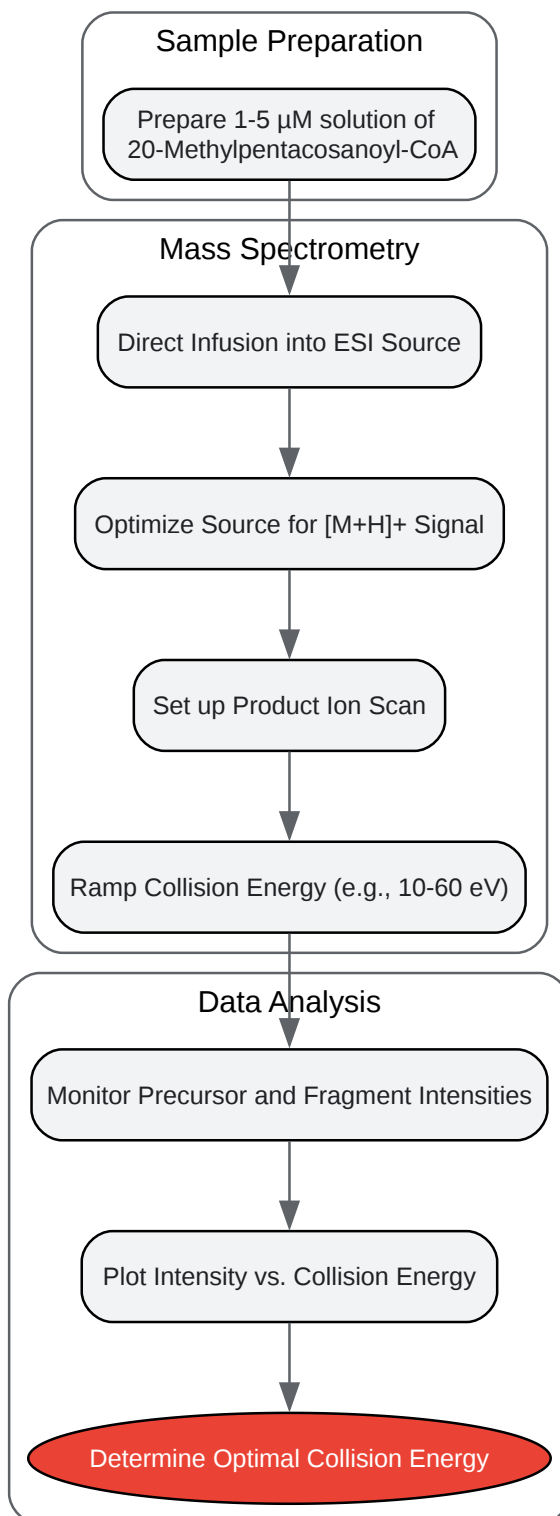 Sample Preparation
Prepare 1-5 µM solution of
20-Methylpentacosanoyl-CoA
Mass Spectrometry
Direct Infusion into ESI Source
Optimize Source for [M+H]+ Signal
Set up Product Ion Scan
Ramp Collision Energy (e.g., 10-60 eV)
Data Analysis
Monitor Precursor and Fragment Intensities
Plot Intensity vs. Collision Energy
Determine Optimal Collision Energy